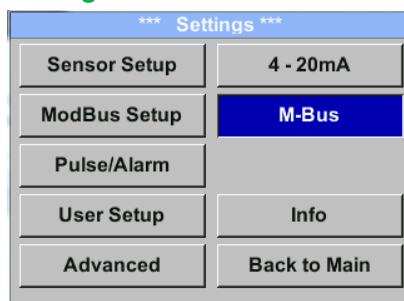 *** Settings ***
Sensor Setup
4 - 20mA
ModBus Setup
M-Bus
Pulse/Alarm
User Setup
Info
Advanced
Back to Main